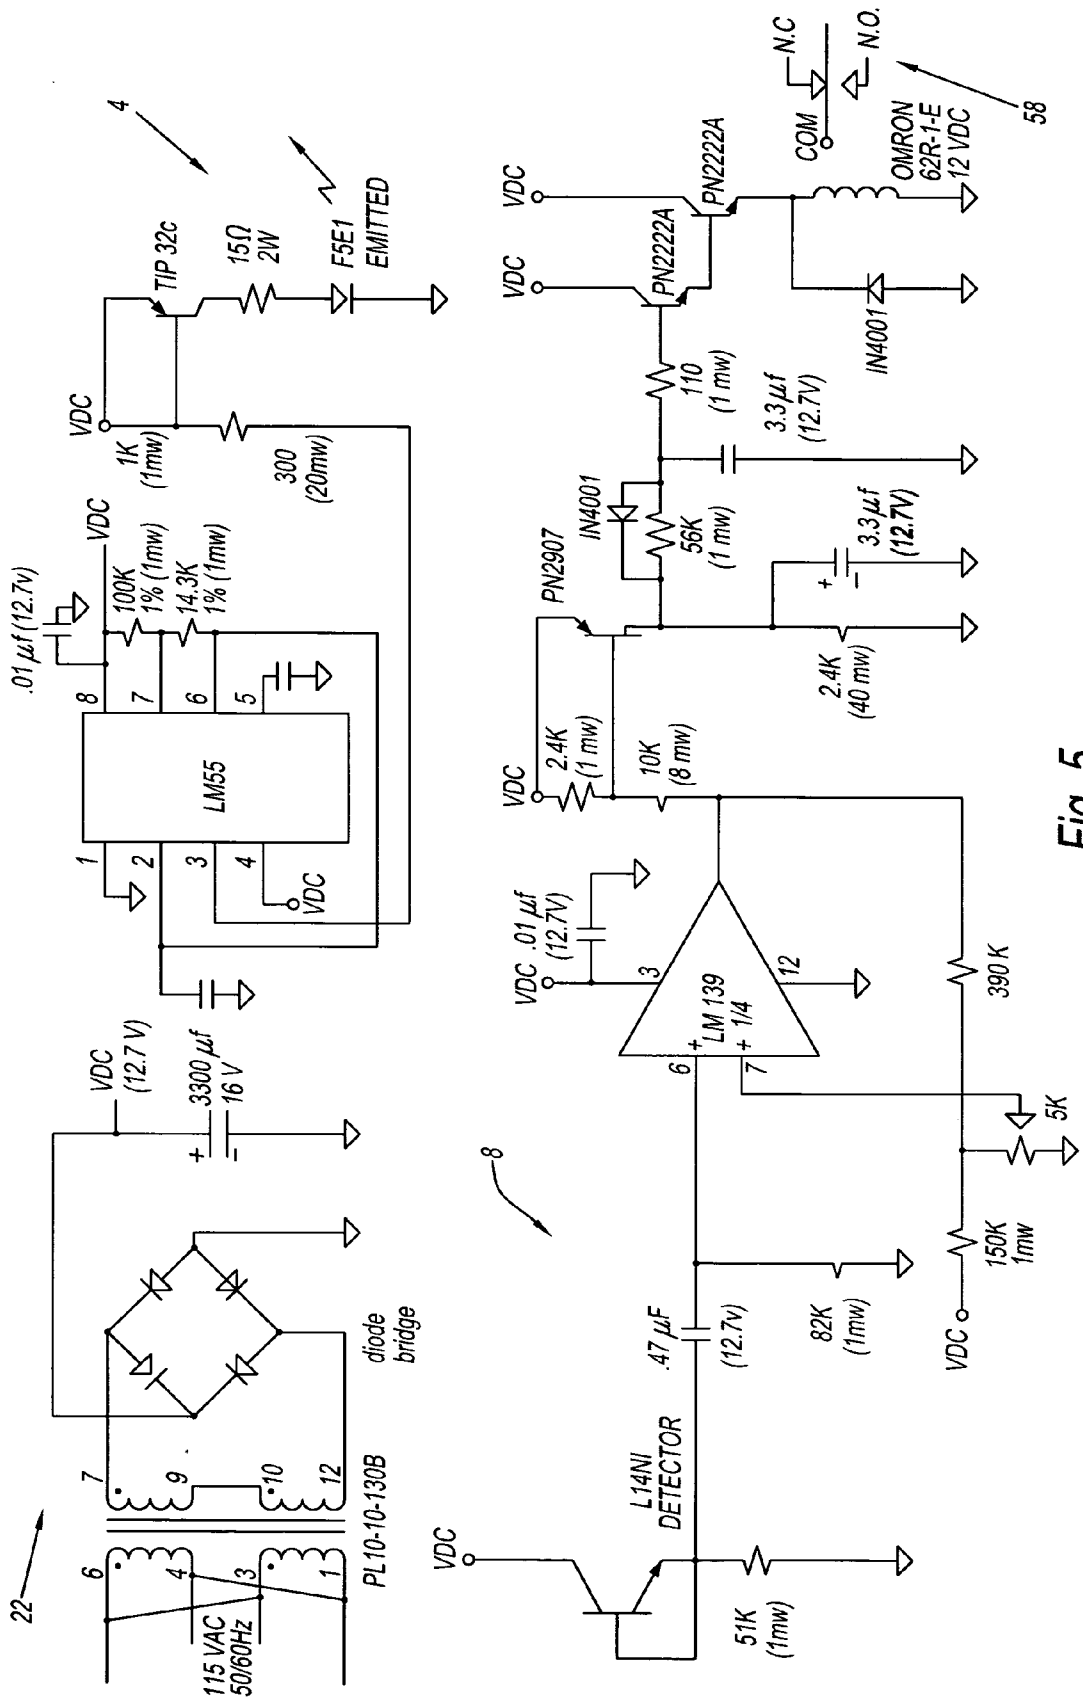 22
115 VAC
50/60Hz
6
4
3
1
7
9
10
12
PL10-10-130B
diode
bridge
VDC
(12.7 V)
+
3300 µf
16 V
–
4
.01 µf (12.7v)
VDC
100K
1% (1mw)
14.3K
1% (1mw)
1
2
3
4
LM55
8
7
6
5
VDC
VDC
1K
(1mw)
300
(20mw)
TIP 32c
15Ω
2W
F5E1
EMITTED
8
VDC
L14NI
DETECTOR
51K
(1mw)
.47 µF
(12.7v)
82K
(1mw)
VDC
150K
1mw
5K
390 K
VDC
.01 µf
(12.7V)
3
6
+
LM 139
7
+ 1/4
12
VDC
2.4K
(1 mw)
10K
(8 mw)
PN2907
2.4K
(40 mw)
+
3.3 µf
(12.7V)
–
IN4001
56K
(1 mw)
3.3 µf
(12.7V)
110
(1 mw)
VDC
PN2222A
VDC
PN2222A
IN4001
OMRON
62R-1-E
12 VDC
COM
N.C
N.O.
58
Fig. 5